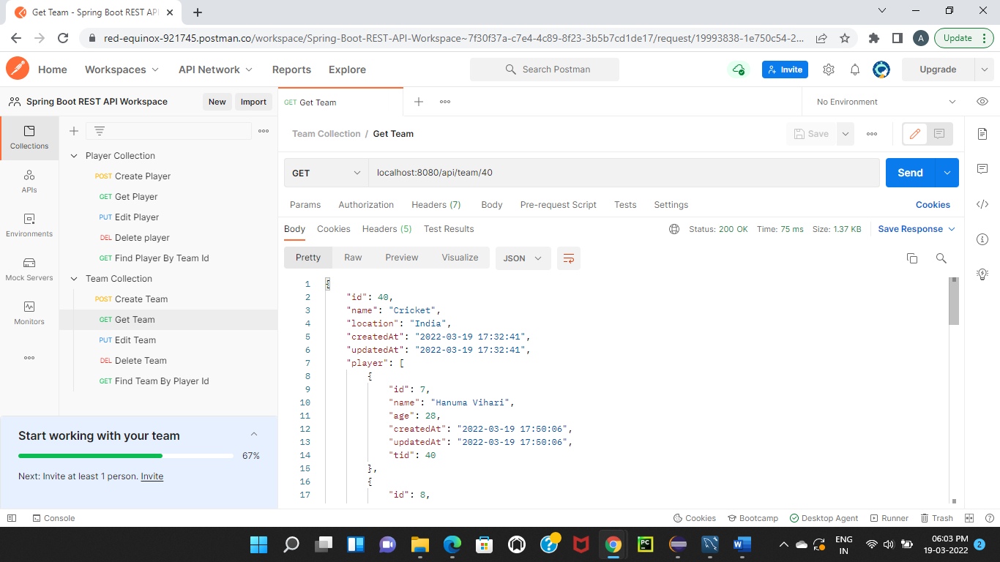 Get Team - Spring Boot REST API
red-equinox-921745.postman.co/workspace/Spring-Boot-REST-API-Workspace~7f30f37a-c7e4-4c89-8f23-3b5b7cd1de17/request/19993838-1e750c54-2...
A
Update
Home
Workspaces
API Network
Reports
Explore
Search Postman
Invite
Upgrade
Spring Boot REST API Workspace
New
Import
GET Get Team
No Environment
Collections
APIs
Environments
Mock Servers
Monitors
Player Collection
POST Create Player
GET Get Player
PUT Edit Player
DEL Delete player
GET Find Player By Team Id
Team Collection
POST Create Team
GET Get Team
PUT Edit Team
DEL Delete Team
GET Find Team By Player Id
Start working with your team
67%
Next: Invite at least 1 person. Invite
Team Collection / Get Team
Save
GET
localhost:8080/api/team/40
Send
Params Authorization Headers (7) Body Pre-request Script Tests Settings Cookies
Body Cookies Headers (5) Test Results
Status: 200 OK Time: 75 ms Size: 1.37 KB Save Response
Pretty Raw Preview Visualize JSON
1 {
2 "id": 40,
3 "name": "Cricket",
4 "location": "India",
5 "createdAt": "2022-03-19 17:32:41",
6 "updatedAt": "2022-03-19 17:32:41",
7 "player": [
8 {
9 "id": 7,
10 "name": "Hanuma Vihari",
11 "age": 28,
12 "createdAt": "2022-03-19 17:50:06",
13 "updatedAt": "2022-03-19 17:50:06",
14 "tid": 40
15 },
16 {
17 "id": 8,
Console
Cookies
Bootcamp
Desktop Agent
Runner
Trash
PC
W
ENG
IN
06:03 PM
19-03-2022
2